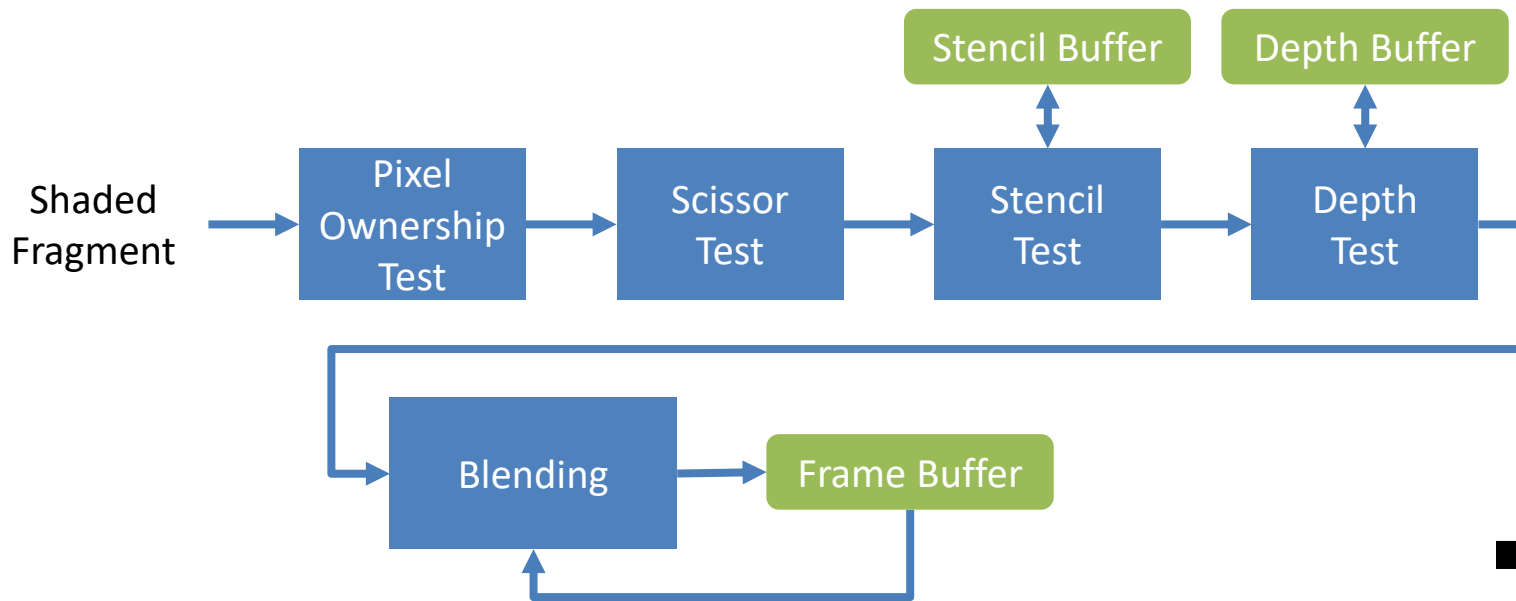 Stencil Buffer
Depth Buffer
Shaded
Fragment
Pixel
Ownership
Test
Scissor
Test
Stencil
Test
Depth
Test
Blending
Frame Buffer